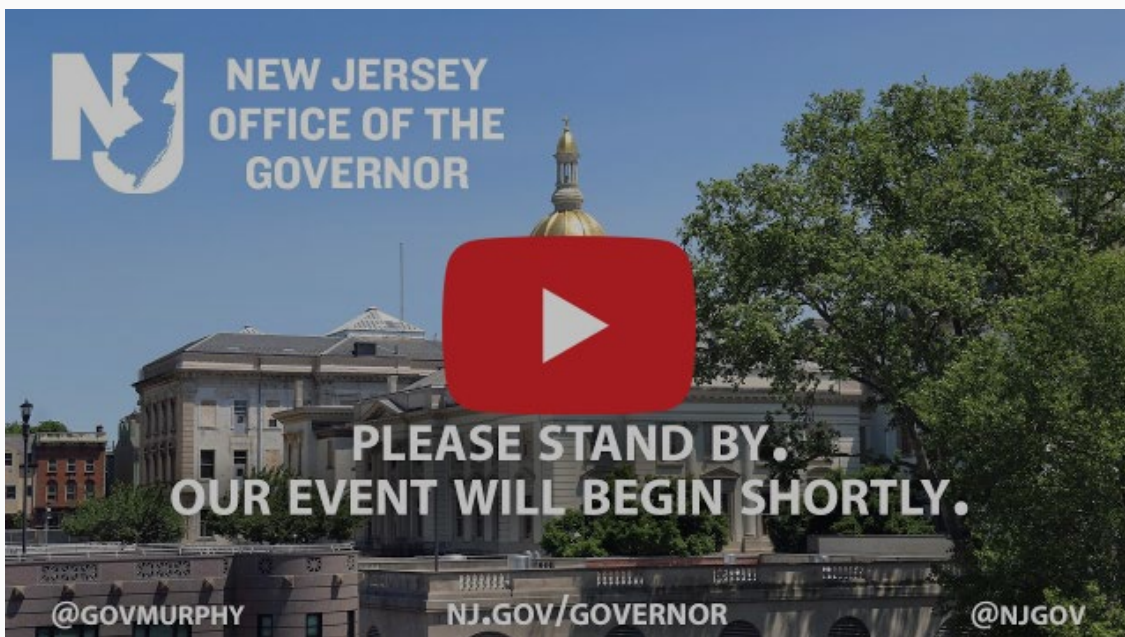 NJ
NEW JERSEY
OFFICE OF THE
GOVERNOR
PLEASE STAND BY.
OUR EVENT WILL BEGIN SHORTLY.
@GOVMURPHY NJ.GOV/GOVERNOR @NJGOV